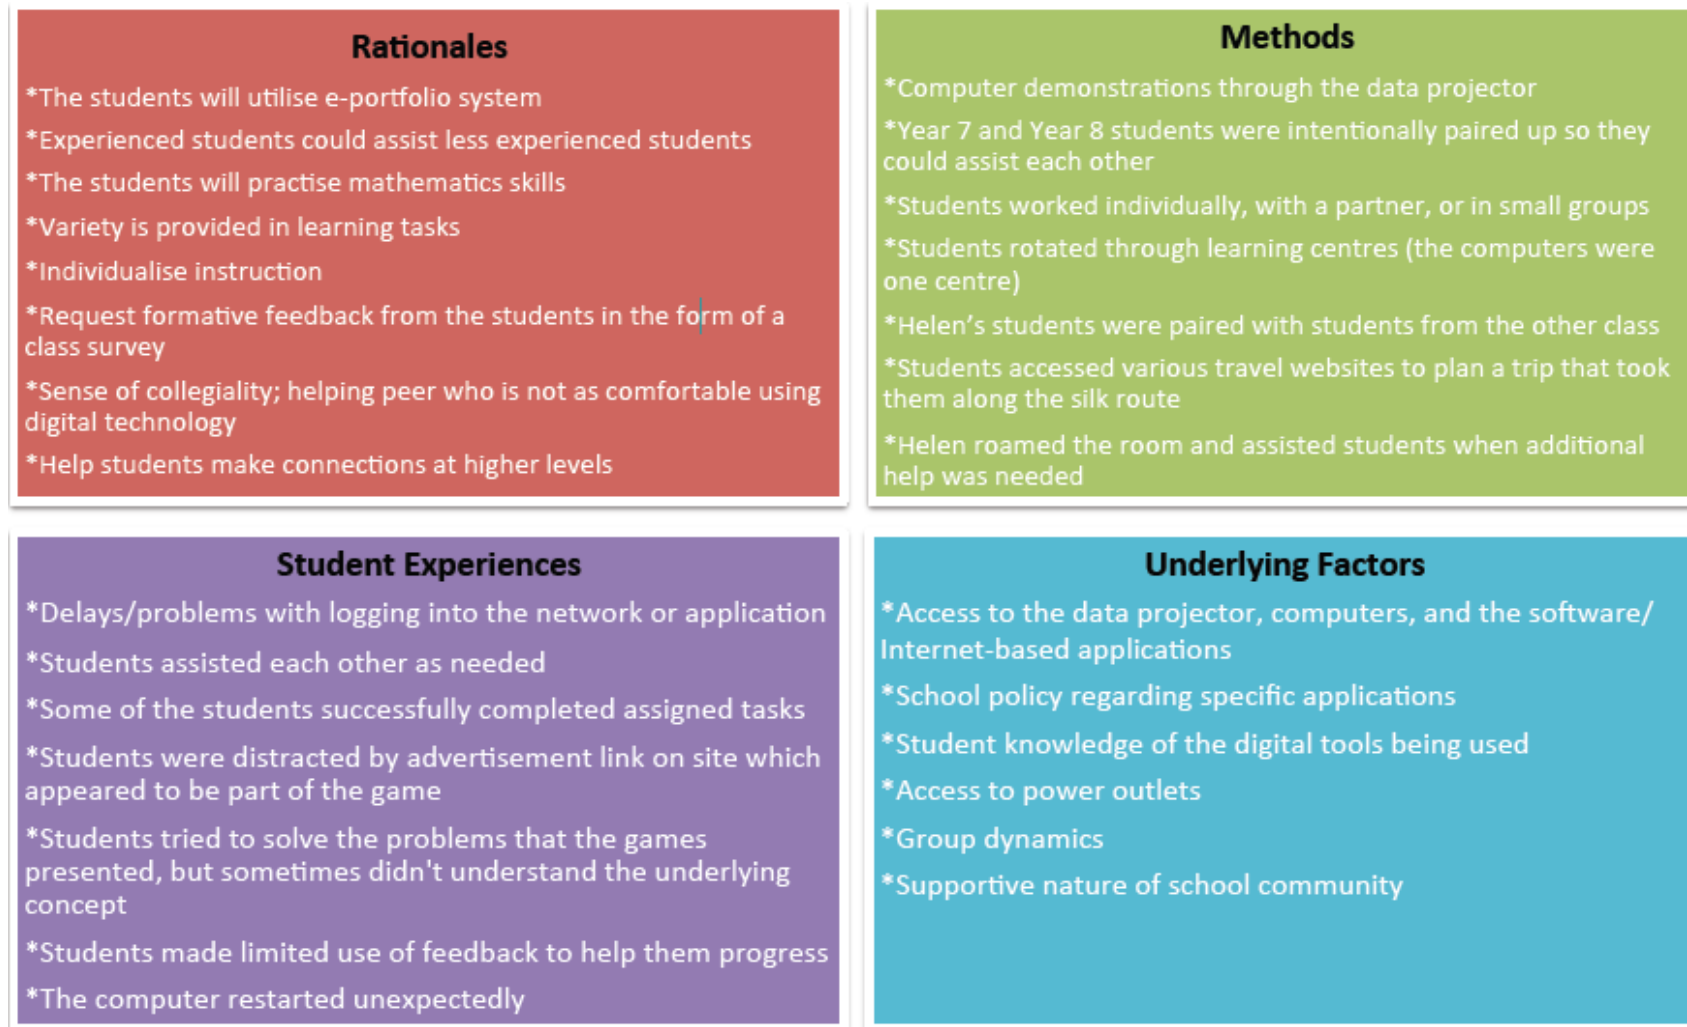 Rationales
*The students will utilise e-portfolio system
*Experienced students could assist less experienced students
*The students will practise mathematics skills
*Variety is provided in learning tasks
*Individualise instruction
*Request formative feedback from the students in the form of a
class survey
*Sense of collegiality; helping peer who is not as comfortable using
digital technology
*Help students make connections at higher levels
Methods
*Computer demonstrations through the data projector
*Year 7 and Year 8 students were intentionally paired up so they
could assist each other
*Students worked individually, with a partner, or in small groups
*Students rotated through learning centres (the computers were
one centre)
*Helen’s students were paired with students from the other class
*Students accessed various travel websites to plan a trip that took
them along the silk route
*Helen roamed the room and assisted students when additional
help was needed
Student Experiences
*Delays/problems with logging into the network or application
*Students assisted each other as needed
*Some of the students successfully completed assigned tasks
*Students were distracted by advertisement link on site which
appeared to be part of the game
*Students tried to solve the problems that the games
presented, but sometimes didn't understand the underlying
concept
*Students made limited use of feedback to help them progress
*The computer restarted unexpectedly
Underlying Factors
*Access to the data projector, computers, and the software/
Internet-based applications
*School policy regarding specific applications
*Student knowledge of the digital tools being used
*Access to power outlets
*Group dynamics
*Supportive nature of school community